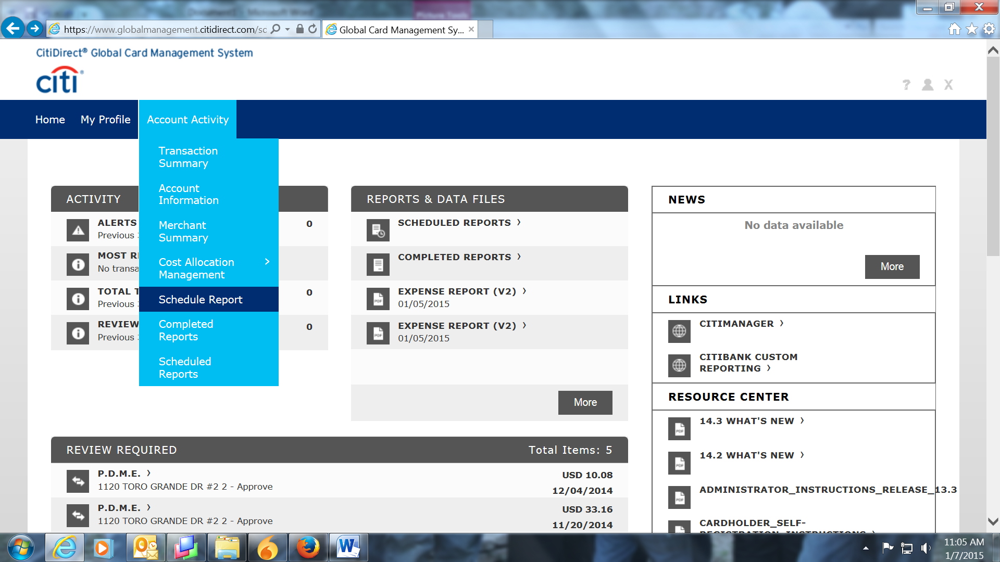 https://www.globalmanagement.citidirect.com/sc
Global Card Management Sy...
CitiDirect® Global Card Management System
citi®
Home
My Profile
Account Activity
Transaction
Summary
Account
Information
Merchant
Summary
Cost Allocation
Management
Schedule Report
Completed
Reports
Scheduled
Reports
ACTIVITY
ALERTS
0
Previous
MOST R
No transa
TOTAL T
0
Previous
REVIEW
0
Previous
REPORTS & DATA FILES
SCHEDULED REPORTS ›
COMPLETED REPORTS ›
EXPENSE REPORT (V2) ›
01/05/2015
EXPENSE REPORT (V2) ›
01/05/2015
More
REVIEW REQUIRED
Total Items: 5
P.D.M.E. ›
USD 10.08
1120 TORO GRANDE DR #2 2 - Approve
12/04/2014
P.D.M.E. ›
USD 33.16
1120 TORO GRANDE DR #2 2 - Approve
11/20/2014
NEWS
No data available
More
LINKS
CITIMANAGER ›
CITIBANK CUSTOM
REPORTING ›
RESOURCE CENTER
14.3 WHAT'S NEW ›
14.2 WHAT'S NEW ›
ADMINISTRATOR_INSTRUCTIONS_RELEASE_13.3
CARDHOLDER_SELF-
REGISTRATION_INSTRUCTIONS ›
11:05 AM
1/7/2015